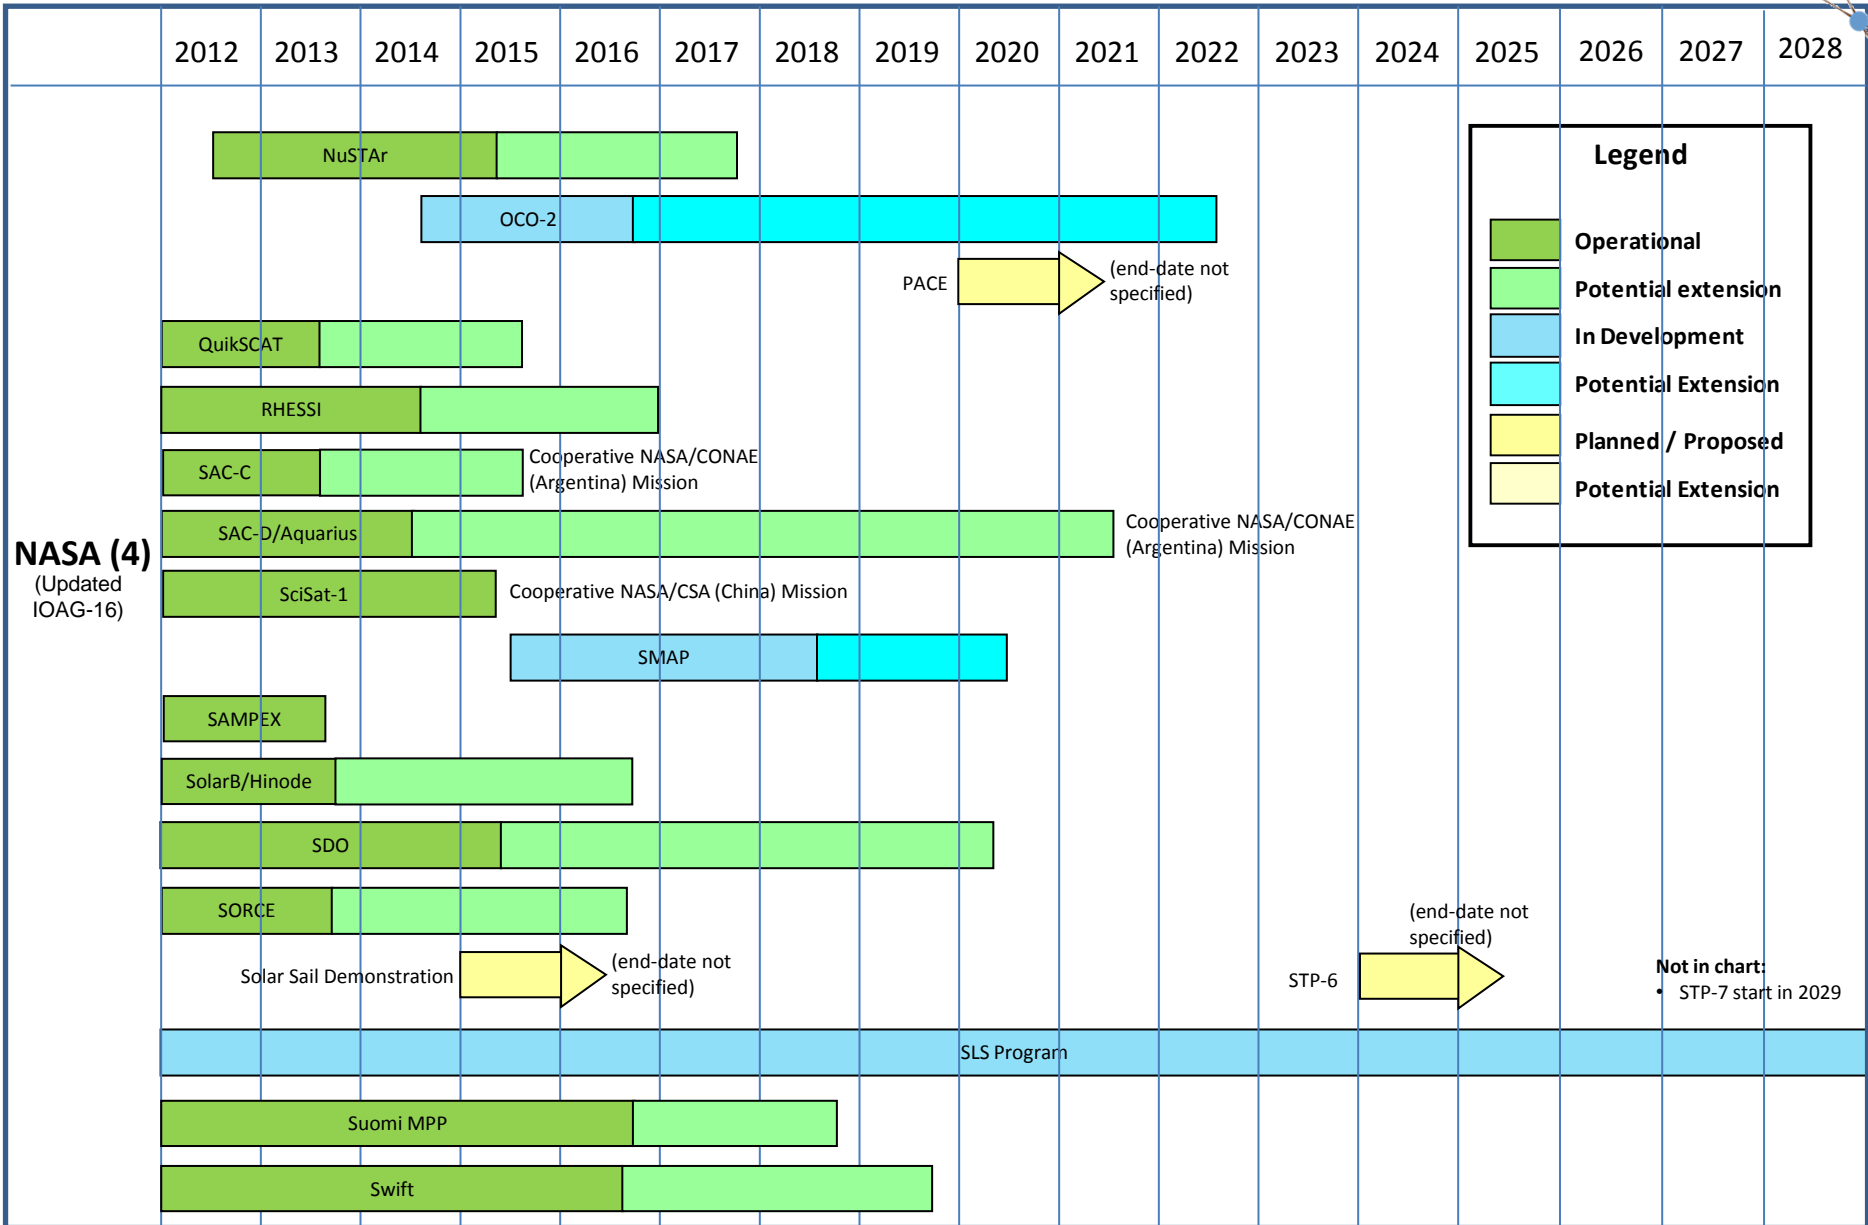 2012 2013 2014 2015 2016 2017 2018 2019 2020 2021 2022 2023 2024 2025 2026 2027 2028
NuSTAr
OCO-2
PACE
(end-date not
specified)
QuikSCAT
RHESSI
SAC-C
Cooperative NASA/CONAE
(Argentina) Mission
SAC-D/Aquarius
Cooperative NASA/CONAE
(Argentina) Mission
NASA (4)
(Updated
IOAG-16)
SciSat-1
Cooperative NASA/CSA (China) Mission
SMAP
SAMPEX
SolarB/Hinode
SDO
SORCE
Solar Sail Demonstration
(end-date not
specified)
STP-6
(end-date not
specified)
Not in chart:
• STP-7 start in 2029
SLS Program
Suomi MPP
Swift
Legend
Operational
Potential extension
In Development
Potential Extension
Planned / Proposed
Potential Extension